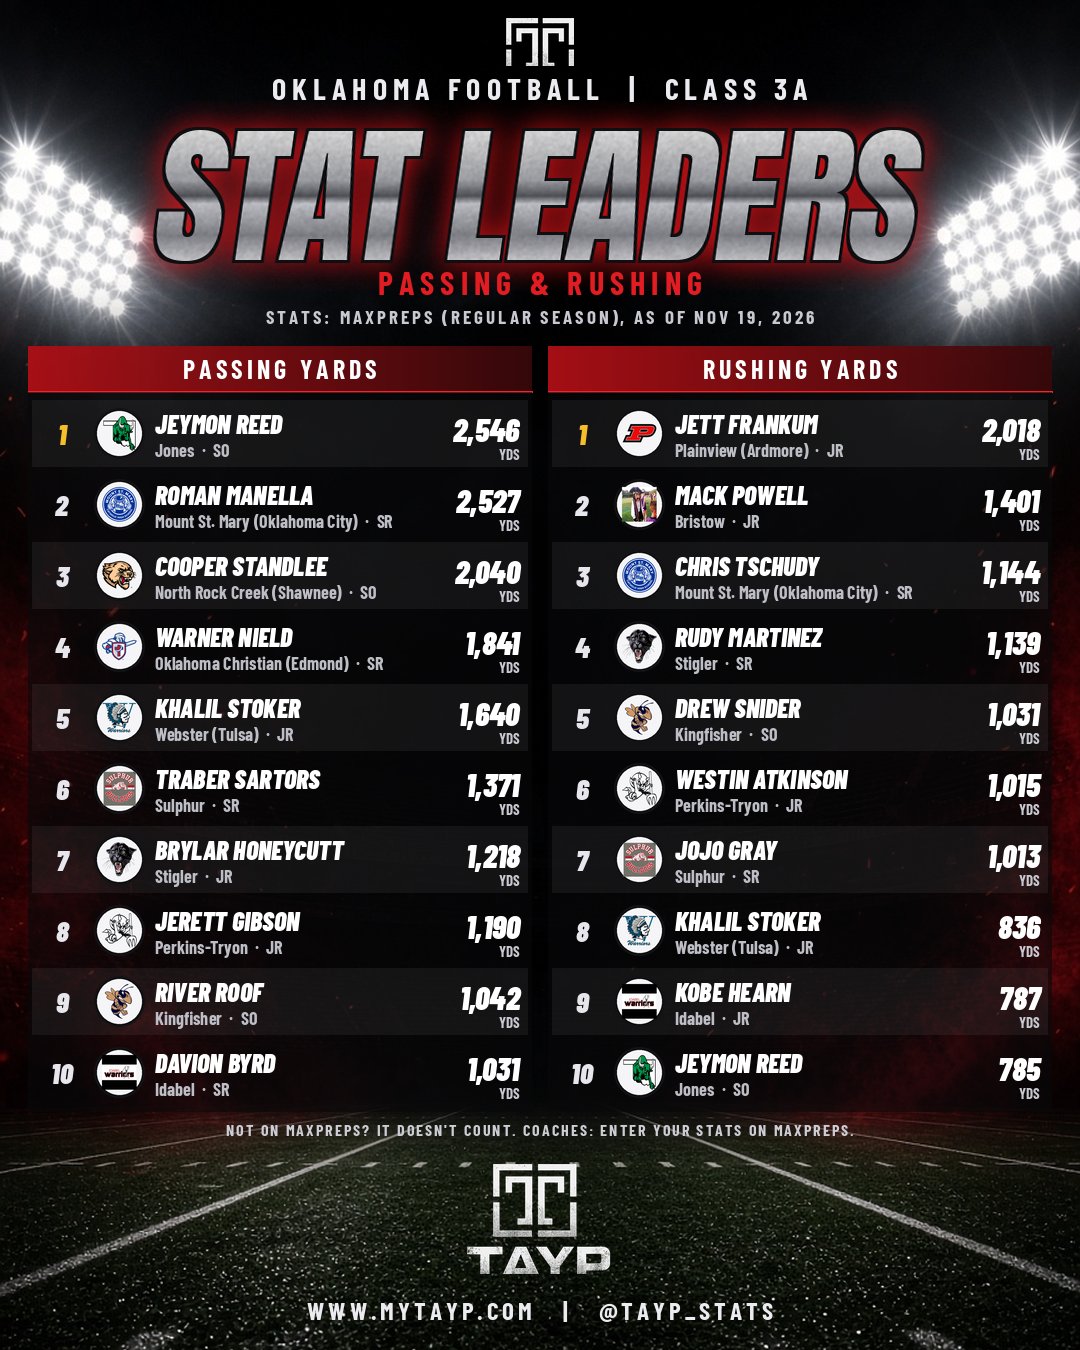 OKLAHOMA FOOTBALL | CLASS 3A
STAT LEADERS
PASSING & RUSHING
STATS: MAXPREPS (REGULAR SEASON), AS OF NOV 19, 2026
PASSING YARDS
1 JEYMON REED 2,546
Jones · SO YDS
2 ROMAN MANELLA 2,527
Mount St. Mary (Oklahoma City) · SR YDS
3 COOPER STANDLEE 2,040
North Rock Creek (Shawnee) · SO YDS
4 WARNER NIELD 1,841
Oklahoma Christian (Edmond) · SR YDS
5 KHALIL STOKER 1,640
Webster (Tulsa) · JR YDS
6 TRABER SARTORS 1,371
Sulphur · SR YDS
7 BRYLAR HONEYCUTT 1,218
Stigler · JR YDS
8 JERETT GIBSON 1,190
Perkins-Tryon · JR YDS
9 RIVER ROOF 1,042
Kingfisher · SO YDS
10 DAVION BYRD 1,031
Idabel · SR YDS
RUSHING YARDS
1 JETT FRANKUM 2,018
Plainview (Ardmore) · JR YDS
2 MACK POWELL 1,401
Bristow · JR YDS
3 CHRIS TSCHUDY 1,144
Mount St. Mary (Oklahoma City) · SR YDS
4 RUDY MARTINEZ 1,139
Stigler · SR YDS
5 DREW SNIDER 1,031
Kingfisher · SO YDS
6 WESTIN ATKINSON 1,015
Perkins-Tryon · JR YDS
7 JOJO GRAY 1,013
Sulphur · SR YDS
8 KHALIL STOKER 836
Webster (Tulsa) · JR YDS
9 KOBE HEARN 787
Idabel · JR YDS
10 JEYMON REED 785
Jones · SO YDS
NOT ON MAXPREPS? IT DOESN'T COUNT. COACHES: ENTER YOUR STATS ON MAXPREPS.
TAYP
WWW.MYTAYP.COM | @TAYP_STATS